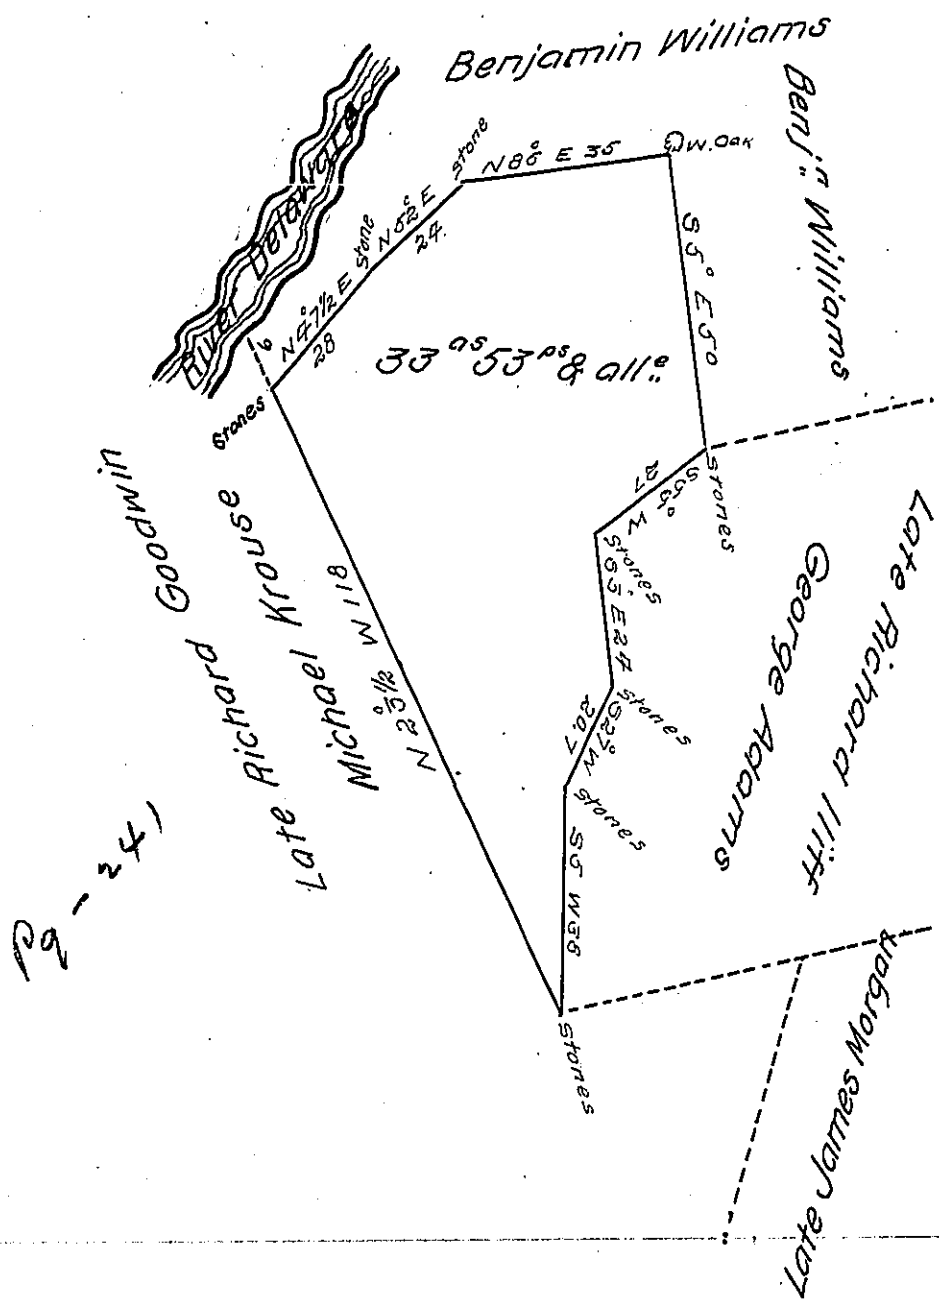 Benjamin Williams
Benj:ⁿ Williams
River Delaware
stone
N 86° E 35
W. Oak
N 52° E
24.
stone
N 47½° E
28
6
Stones
S 5° E 50
33 ᵃˢ 53 ᵖˢ & all:ᵉ
Stones
S 55° W
27
Stones
S 5° E 24
Stones
S 27° W
20.7
Stones
S 5 W 36
Stones
N 23½° W 118
Richard Goodwin
Late Richard Krouse
Late Michael
George Adams
Late Richard Iliff
Late James Morgan
Pg - 241